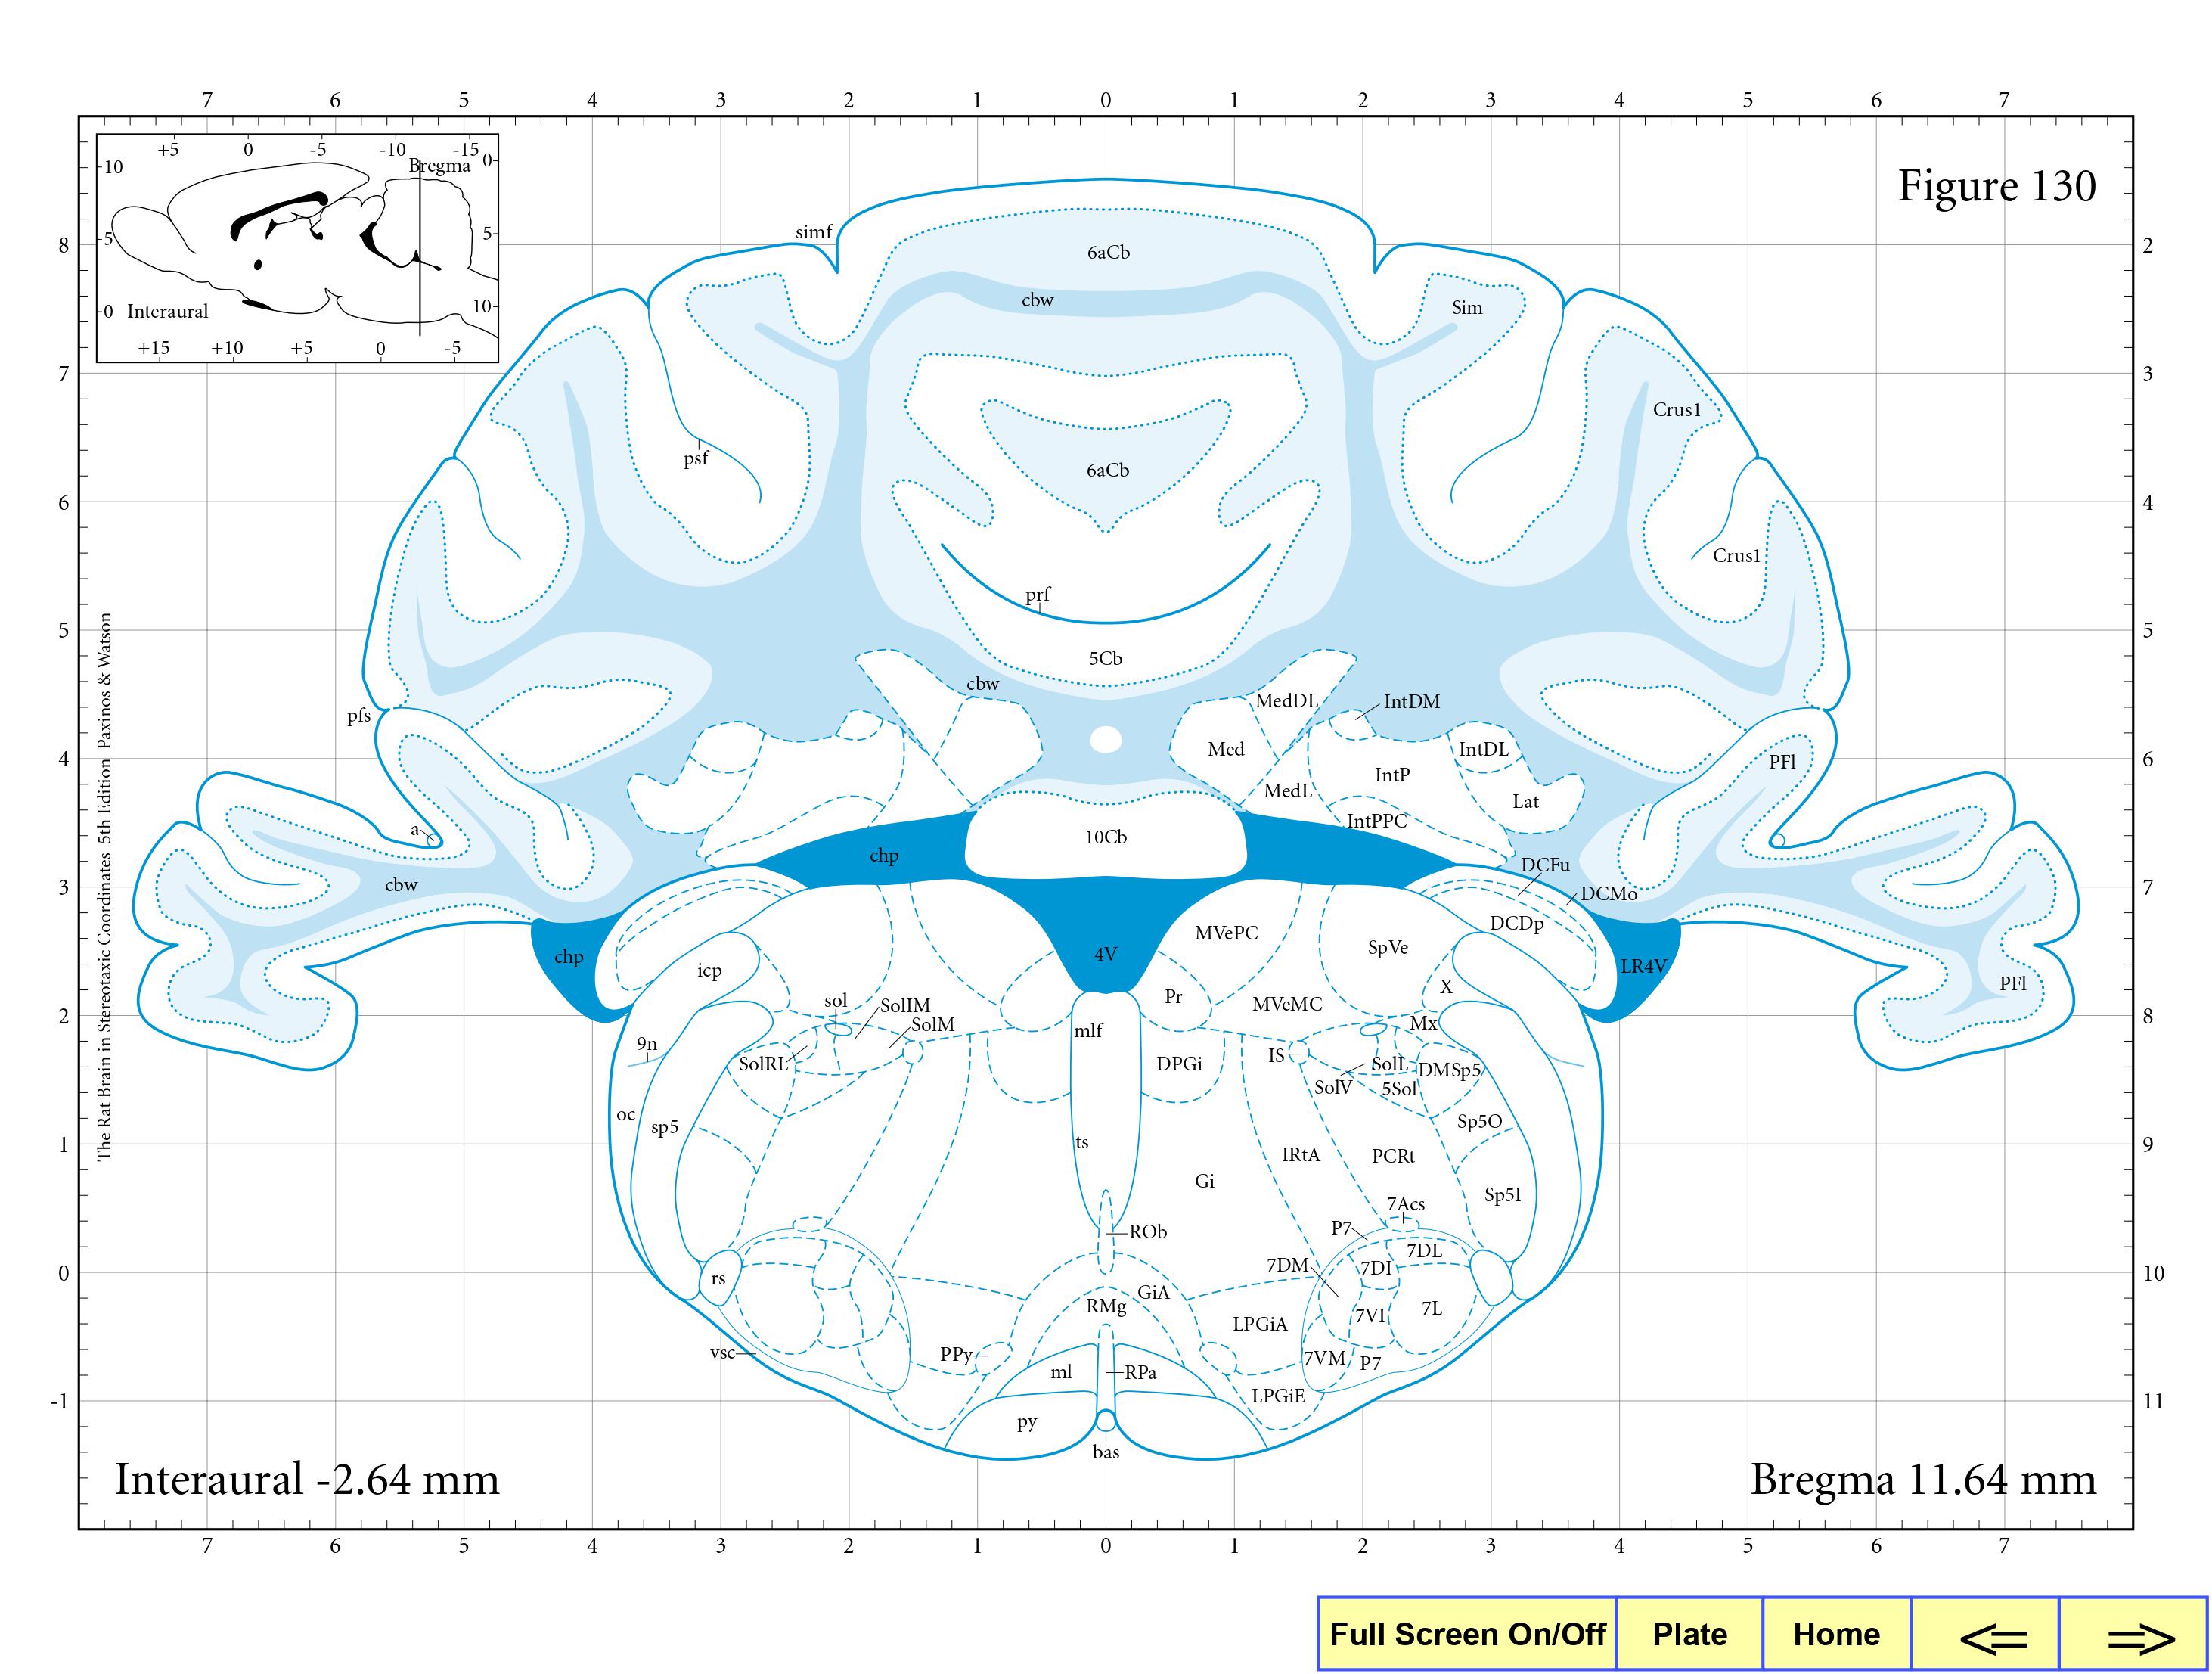 7 6 5 4 3 2 1 0 1 2 3 4 5 6 7
+5 0 -5 -10 -15
Bregma
0
10
5
5
0
10
Interaural
+15 +10 +5 0 -5
Figure 130
8
7
6
5
4
3
2
1
0
-1
2
3
4
5
6
7
8
9
10
11
The Rat Brain in Stereotaxic Coordinates 5th Edition Paxinos & Watson
simf
6aCb
cbw
Sim
Crus1
psf
6aCb
Crus1
prf
5Cb
cbw
MedDL
IntDM
pfs
Med
IntDL
PFl
IntP
MedL
Lat
a
IntPPC
10Cb
chp
DCFu
cbw
DCMo
DCDp
MVePC
SpVe
4V
chp
LR4V
icp
X
PFl
Pr
sol
SolIM
MVeMC
SolM
Mx
mlf
9n
IS
SolRL
DPGi
SolL
DMSp5
SolV
5Sol
oc
sp5
Sp5O
ts
IRtA
PCRt
Gi
Sp5I
7Acs
ROb
P7
7DL
7DM
7DI
rs
GiA
RMg
7L
7VI
LPGiA
vsc
PPy
7VM
P7
ml
RPa
LPGiE
py
bas
Interaural -2.64 mm
Bregma 11.64 mm
7 6 5 4 3 2 1 0 1 2 3 4 5 6 7
Full Screen On/Off Plate Home